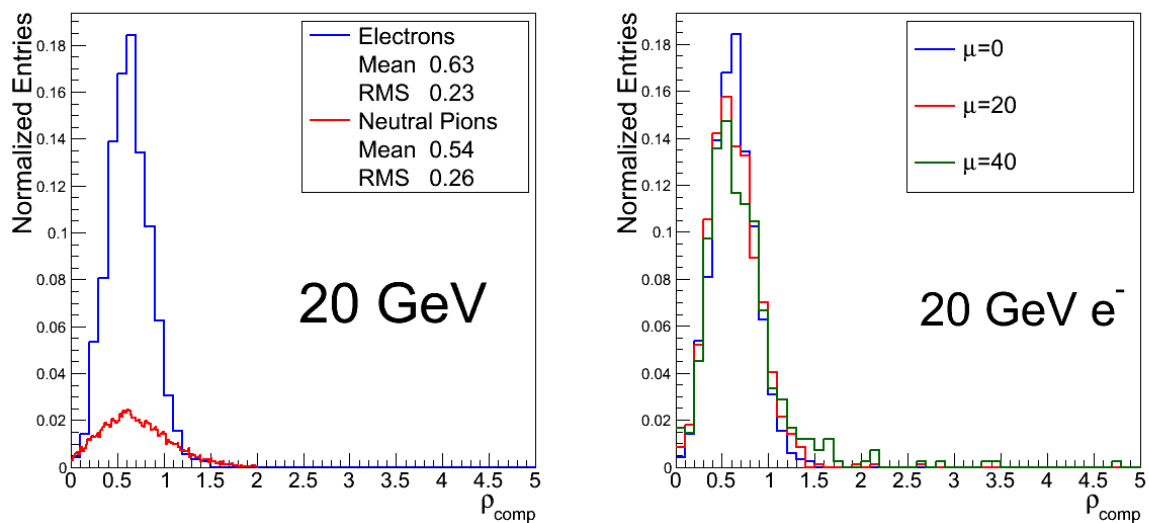 Normalized Entries
0.18
0.16
0.14
0.12
0.1
0.08
0.06
0.04
0.02
0
Electrons
Mean 0.63
RMS 0.23
Neutral Pions
Mean 0.54
RMS 0.26
20 GeV
0 0.5 1 1.5 2 2.5 3 3.5 4 4.5 5
ρcomp
Normalized Entries
0.18
0.16
0.14
0.12
0.1
0.08
0.06
0.04
0.02
0
μ=0
μ=20
μ=40
20 GeV e-
0 0.5 1 1.5 2 2.5 3 3.5 4 4.5 5
ρcomp